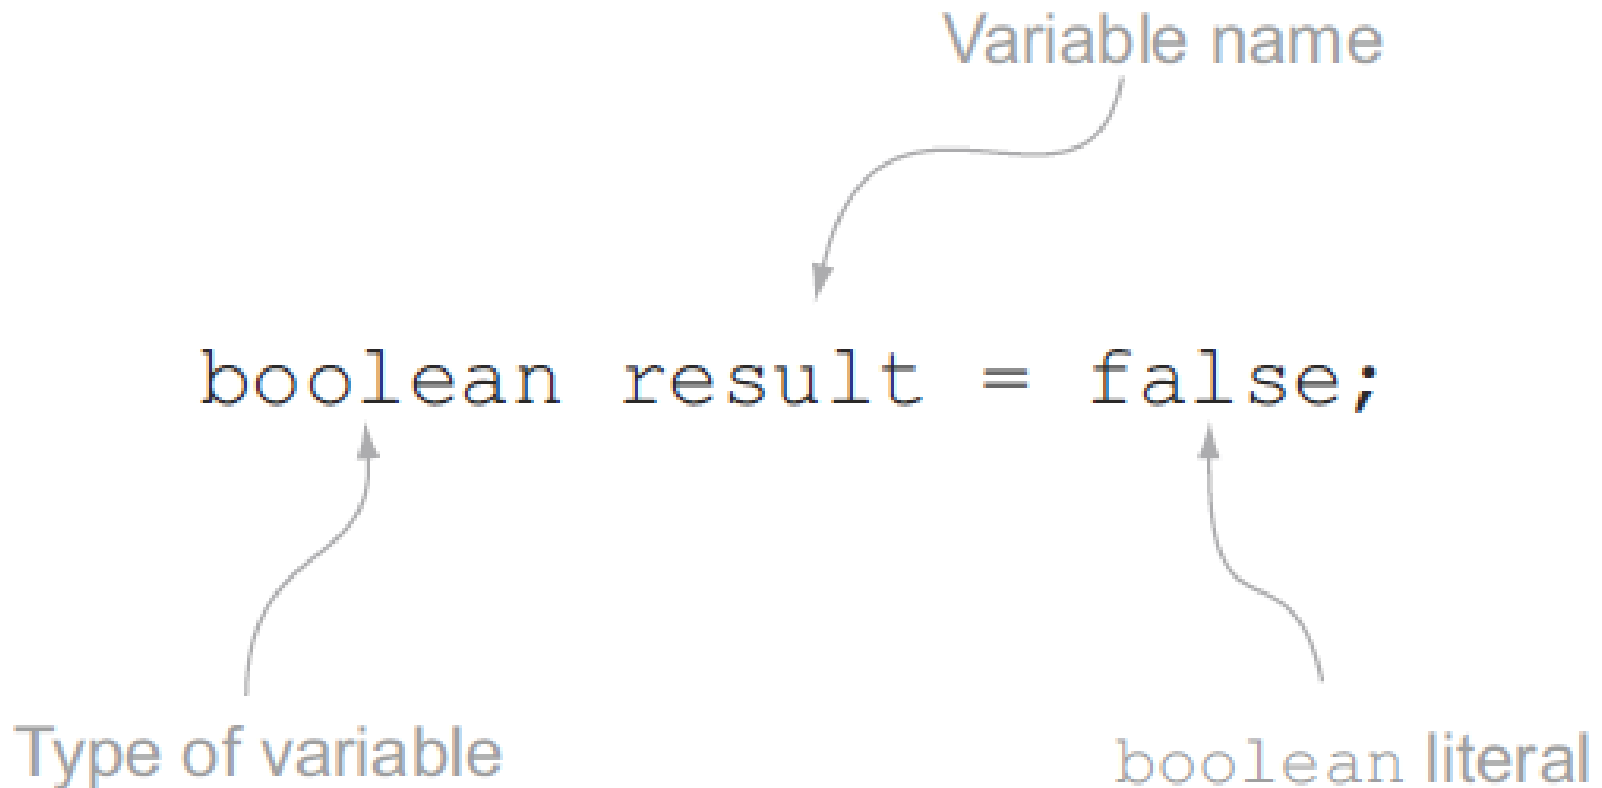 Variable name
boolean result = false;
Type of variable
boolean literal